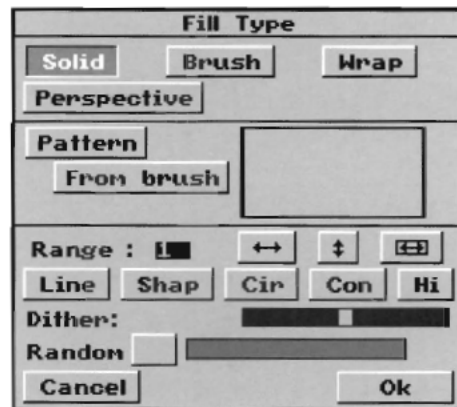 Fill Type
Solid Brush Wrap
Perspective
Pattern
From brush
Range : 1
Line Shap Cir Con Hi
Dither:
Random
Cancel Ok